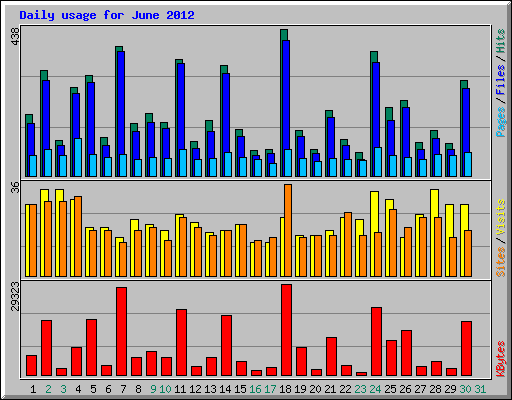 Daily usage for June 2012
438
Pages / Files / Hits
36
Sites / Visits
29323
KBytes
1 2 3 4 5 6 7 8 9 10 11 12 13 14 15 16 17 18 19 20 21 22 23 24 25 26 27 28 29 30 31